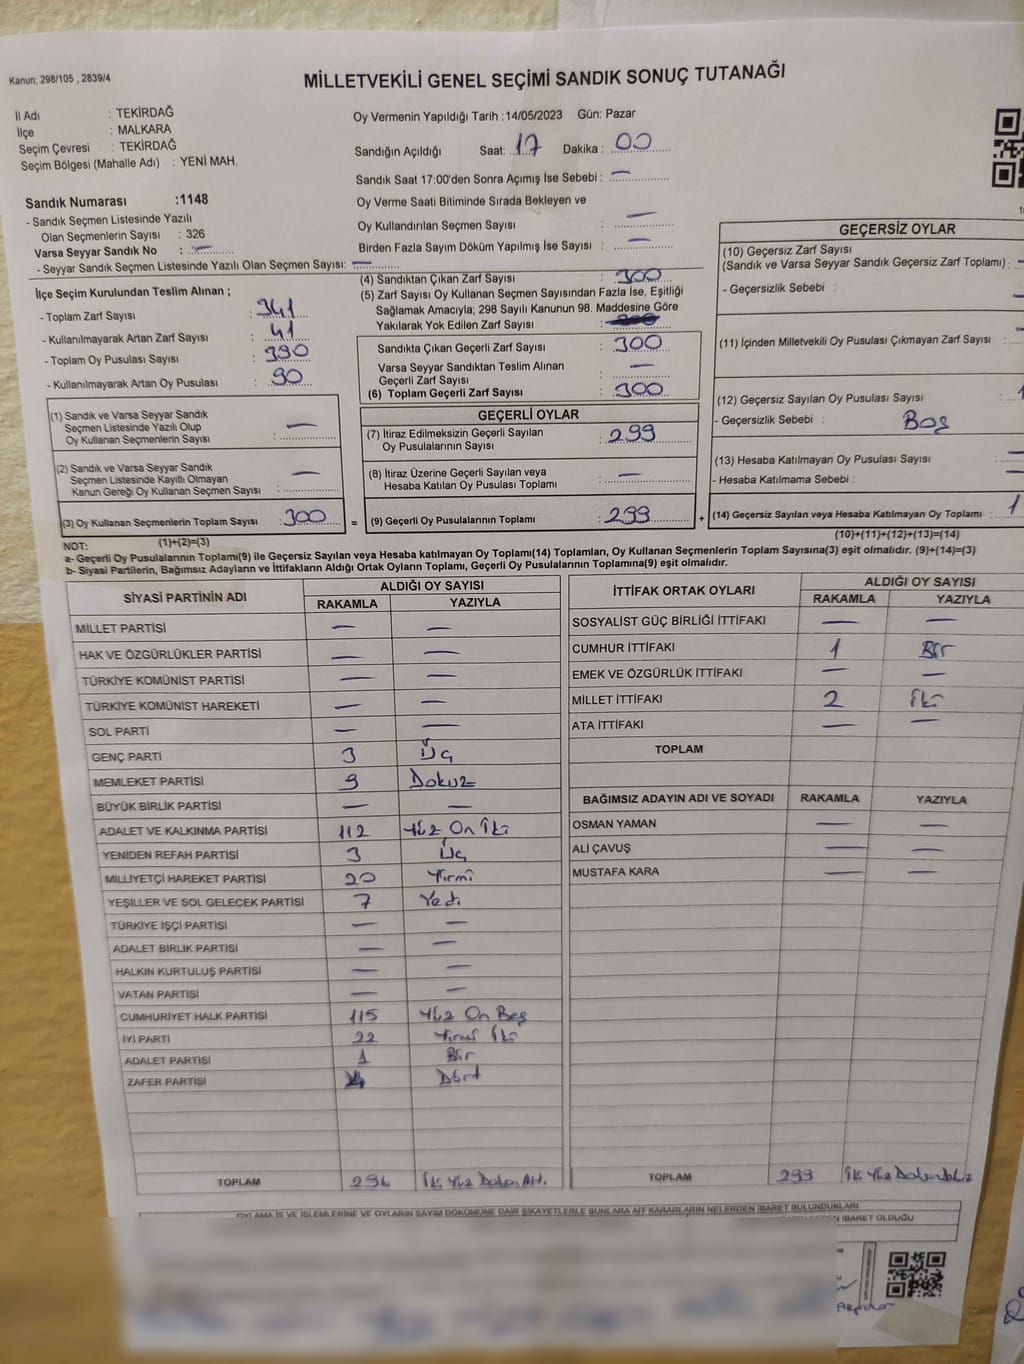 Kanun: 298/105 , 2839/4
MİLLETVEKİLİ GENEL SEÇİMİ SANDIK SONUÇ TUTANAĞI
İl Adı : TEKİRDAĞ
İlçe : MALKARA
Seçim Çevresi : TEKİRDAĞ
Seçim Bölgesi (Mahalle Adı) : YENİ MAH.
Sandık Numarası :1148
- Sandık Seçmen Listesinde Yazılı
Olan Seçmenlerin Sayısı : 326
Varsa Seyyar Sandık No : —
- Seyyar Sandık Seçmen Listesinde Yazılı Olan Seçmen Sayısı: —
Oy Vermenin Yapıldığı Tarih :14/05/2023 Gün: Pazar
Sandığın Açıldığı Saat: 17 Dakika : 00
Sandık Saat 17:00'den Sonra Açımış İse Sebebi : —
Oy Verme Saati Bitiminde Sırada Bekleyen ve
Oy Kullandırılan Seçmen Sayısı : —
Birden Fazla Sayım Döküm Yapılmış İse Sayısı : —
İlçe Seçim Kurulundan Teslim Alınan ;
- Toplam Zarf Sayısı : 341
- Kullanılmayarak Artan Zarf Sayısı : 41
- Toplam Oy Pusulası Sayısı : 390
- Kullanılmayarak Artan Oy Pusulası : 90
(1) Sandık ve Varsa Seyyar Sandık
Seçmen Listesinde Yazılı Olup
Oy Kullanan Seçmenlerin Sayısı : —
(2) Sandık ve Varsa Seyyar Sandık
Seçmen Listesinde Kayıtlı Olmayan
Kanun Gereği Oy Kullanan Seçmen Sayısı : —
(3) Oy Kullanan Seçmenlerin Toplam Sayısı : 300
(1)+(2)=(3)
(4) Sandıktan Çıkan Zarf Sayısı : 300
(5) Zarf Sayısı Oy Kullanan Seçmen Sayısından Fazla İse, Eşitliği
Sağlamak Amacıyla; 298 Sayılı Kanunun 98. Maddesine Göre
Yakılarak Yok Edilen Zarf Sayısı :
Sandıkta Çıkan Geçerli Zarf Sayısı : 300
Varsa Seyyar Sandıktan Teslim Alınan
Geçerli Zarf Sayısı : —
(6) Toplam Geçerli Zarf Sayısı : 300
GEÇERLİ OYLAR
(7) İtiraz Edilmeksizin Geçerli Sayılan
Oy Pusulalarının Sayısı : 299
(8) İtiraz Üzerine Geçerli Sayılan veya
Hesaba Katılan Oy Pusulası Toplamı : —
= (9) Geçerli Oy Pusulalarının Toplamı : 299 +
GEÇERSİZ OYLAR
(10) Geçersiz Zarf Sayısı
(Sandık ve Varsa Seyyar Sandık Geçersiz Zarf Toplamı) : —
- Geçersizlik Sebebi :
(11) İçinden Milletvekili Oy Pusulası Çıkmayan Zarf Sayısı :
(12) Geçersiz Sayılan Oy Pusulası Sayısı : 1
- Geçersizlik Sebebi : Boş
(13) Hesaba Katılmayan Oy Pusulası Sayısı : —
- Hesaba Katılmama Sebebi : —
(14) Geçersiz Sayılan veya Hesaba Katılmayan Oy Toplamı : 1
(10)+(11)+(12)+(13)=(14)
NOT:
a- Geçerli Oy Pusulalarının Toplamı(9) ile Geçersiz Sayılan veya Hesaba katılmayan Oy Toplamı(14) Toplamları, Oy Kullanan Seçmenlerin Toplam Sayısına(3) eşit olmalıdır. (9)+(14)=(3)
b- Siyasi Partilerin, Bağımsız Adayların ve İttifakların Aldığı Ortak Oyların Toplamı, Geçerli Oy Pusulalarının Toplamına(9) eşit olmalıdır.
SİYASİ PARTİNİN ADI ALDIĞI OY SAYISI
RAKAMLA YAZIYLA
MİLLET PARTİSİ — —
HAK VE ÖZGÜRLÜKLER PARTİSİ — —
TÜRKİYE KOMÜNİST PARTİSİ — —
TÜRKİYE KOMÜNİST HAREKETİ — —
SOL PARTİ — —
GENÇ PARTİ 3 Üç
MEMLEKET PARTİSİ 9 Dokuz
BÜYÜK BİRLİK PARTİSİ — —
ADALET VE KALKINMA PARTİSİ 112 Yüz On İki
YENİDEN REFAH PARTİSİ 3 Üç
MİLLİYETÇİ HAREKET PARTİSİ 20 Yirmi
YEŞİLLER VE SOL GELECEK PARTİSİ 7 Yedi
TÜRKİYE İŞÇİ PARTİSİ — —
ADALET BİRLİK PARTİSİ — —
HALKIN KURTULUŞ PARTİSİ — —
VATAN PARTİSİ — —
CUMHURİYET HALK PARTİSİ 115 Yüz On Beş
İYİ PARTİ 22 Yirmi İki
ADALET PARTİSİ 1 Bir
ZAFER PARTİSİ 4 Dört
TOPLAM 296 İki Yüz Doksan Altı
İTTİFAK ORTAK OYLARI ALDIĞI OY SAYISI
RAKAMLA YAZIYLA
SOSYALİST GÜÇ BİRLİĞİ İTTİFAKI — —
CUMHUR İTTİFAKI 1 Bir
EMEK VE ÖZGÜRLÜK İTTİFAKI — —
MİLLET İTTİFAKI 2 İki
ATA İTTİFAKI — —
TOPLAM
BAĞIMSIZ ADAYIN ADI VE SOYADI RAKAMLA YAZIYLA
OSMAN YAMAN — —
ALİ ÇAVUŞ — —
MUSTAFA KARA — —
TOPLAM 299 İki Yüz Doksan Dokuz
OYLAMA İŞ VE İŞLEMLERİNE VE OYLARIN SAYIM DÖKÜMÜNE DAİR ŞİKAYETLERLE BUNLARA AİT KARARLARIN NELERDEN İBARET BULUNDUKLARI
İBARET OLDUĞU